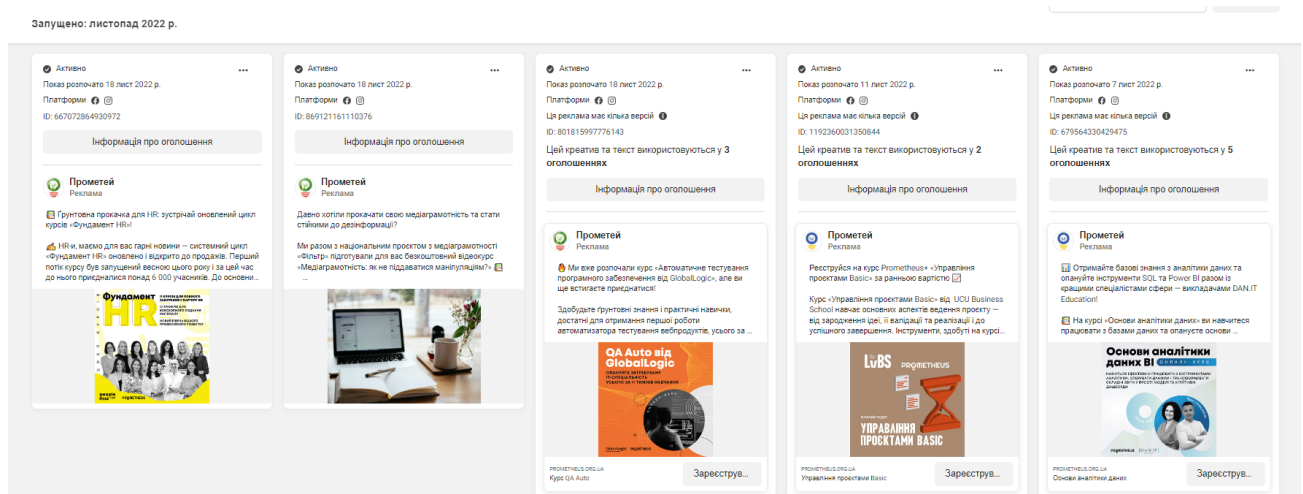 Запущено: листопад 2022 р.
Активно
Показ розпочато 18 лист 2022 р.
Платформи
ID: 667072864930972
Інформація про оголошення
Прометей
Реклама
Ґрунтовна прокачка для HR: зустрічай оновлений цикл
курсів «Фундамент HR»!
HR-и, маємо для вас гарні новини — системний цикл
«Фундамент HR» оновлено і відкрито до продажів. Перший
потік курсу був запущений весною цього року і за цей час
до нього приєдналися понад 6 000 учасників. До основни...
Фундамент
HR
PROMETHEUS
Активно
Показ розпочато 18 лист 2022 р.
Платформи
ID: 869121161110376
Інформація про оголошення
Прометей
Реклама
Давно хотіли прокачати свою медіаграмотність та стати
стійкими до дезінформації?
Ми разом з національним проєктом з медіаграмотності
«Фільтр» підготували для вас безкоштовний відеокурс
«Медіаграмотність: як не піддаватися маніпуляціям?»
...
Активно
Показ розпочато 18 лист 2022 р.
Платформи
Ця реклама має кілька версій
ID: 801815997776143
Цей креатив та текст використовуються у 3
оголошеннях
Інформація про оголошення
Прометей
Реклама
Ми вже розпочали курс «Автоматичне тестування
програмного забезпечення від GlobalLogic», але ви
ще встигаєте приєднатися!
Здобудьте ґрунтовні знання і практичні навички,
достатні для отримання першої роботи
автоматизатора тестування вебпродуктів, усього за ...
QA Auto від
GlobalLogic
PROMETHEUS.ORG.UA
Курс QA Auto
Зареєструв...
Активно
Показ розпочато 11 лист 2022 р.
Платформи
Ця реклама має кілька версій
ID: 1192360031350844
Цей креатив та текст використовуються у 2
оголошеннях
Інформація про оголошення
Прометей
Реклама
Реєструйся на курс Prometheus+ «Управління
проєктами Basic» за ранньою вартістю
Курс «Управління проєктами Basic» від UCU Business
School навчає основних аспектів ведення проєкту —
від зародження ідеї, її валідації та реалізації і до
успішного завершення. Інструменти, здобуті на курсі...
LvBS PROMETHEUS
УПРАВЛІННЯ
ПРОЄКТАМИ BASIC
PROMETHEUS.ORG.UA
Управління проєктами Basic
Зареєструв...
Активно
Показ розпочато 7 лист 2022 р.
Платформи
Ця реклама має кілька версій
ID: 679564330429475
Цей креатив та текст використовуються у 5
оголошеннях
Інформація про оголошення
Прометей
Реклама
Отримайте базові знання з аналітики даних та
опануйте інструменти SQL та Power BI разом із
кращими спеціалістами сфери — викладачами DAN.IT
Education!
На курсі «Основи аналітики даних» ви навчитеся
працювати з базами даних та опануєте основи ...
Основи аналітики
даних BI
PROMETHEUS
PROMETHEUS.ORG.UA
Основи аналітики даних
Зареєструв...